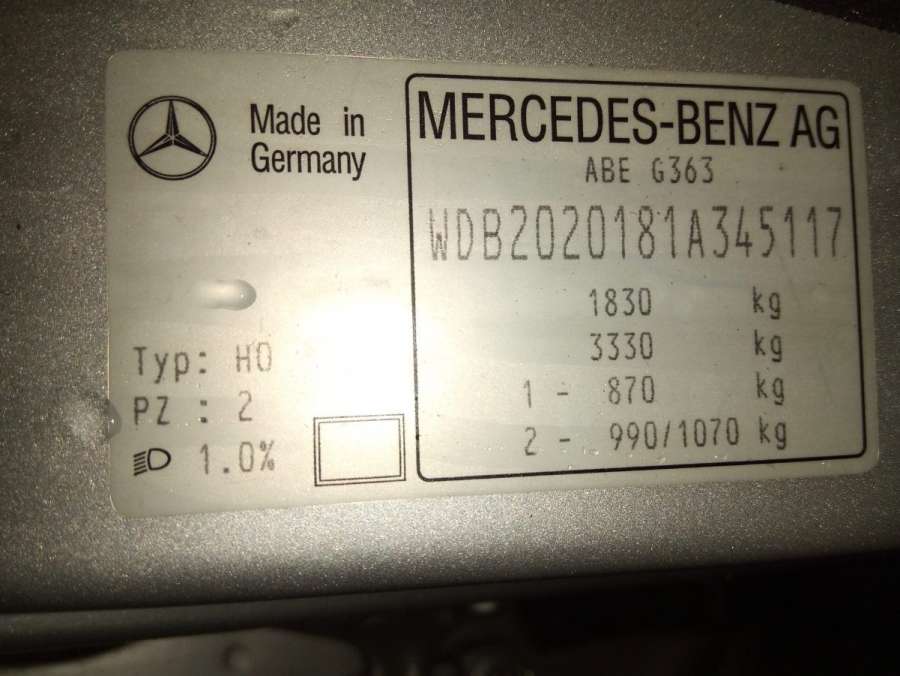 Made in
Germany
MERCEDES-BENZ AG
ABE G363
WDB2020181A345117
1830 kg
3330 kg
1 - 870 kg
2 - 990/1070 kg
Typ: HO
PZ : 2
1.0%